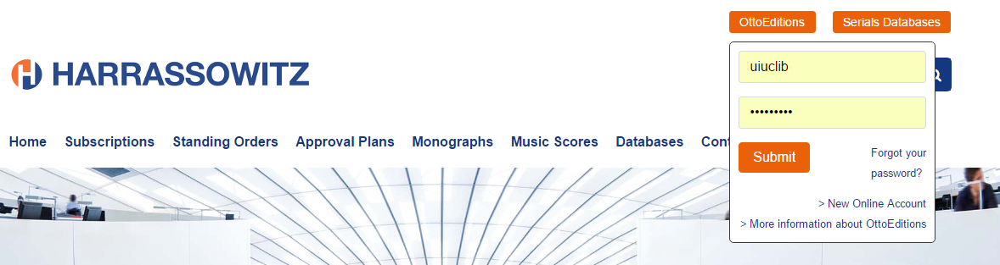 OttoEditions
Serials Databases
HARRASSOWITZ
uiuclib
•••••••••
Home
Subscriptions
Standing Orders
Approval Plans
Monographs
Music Scores
Databases
Cont
Submit
Forgot your
password?
> New Online Account
> More information about OttoEditions